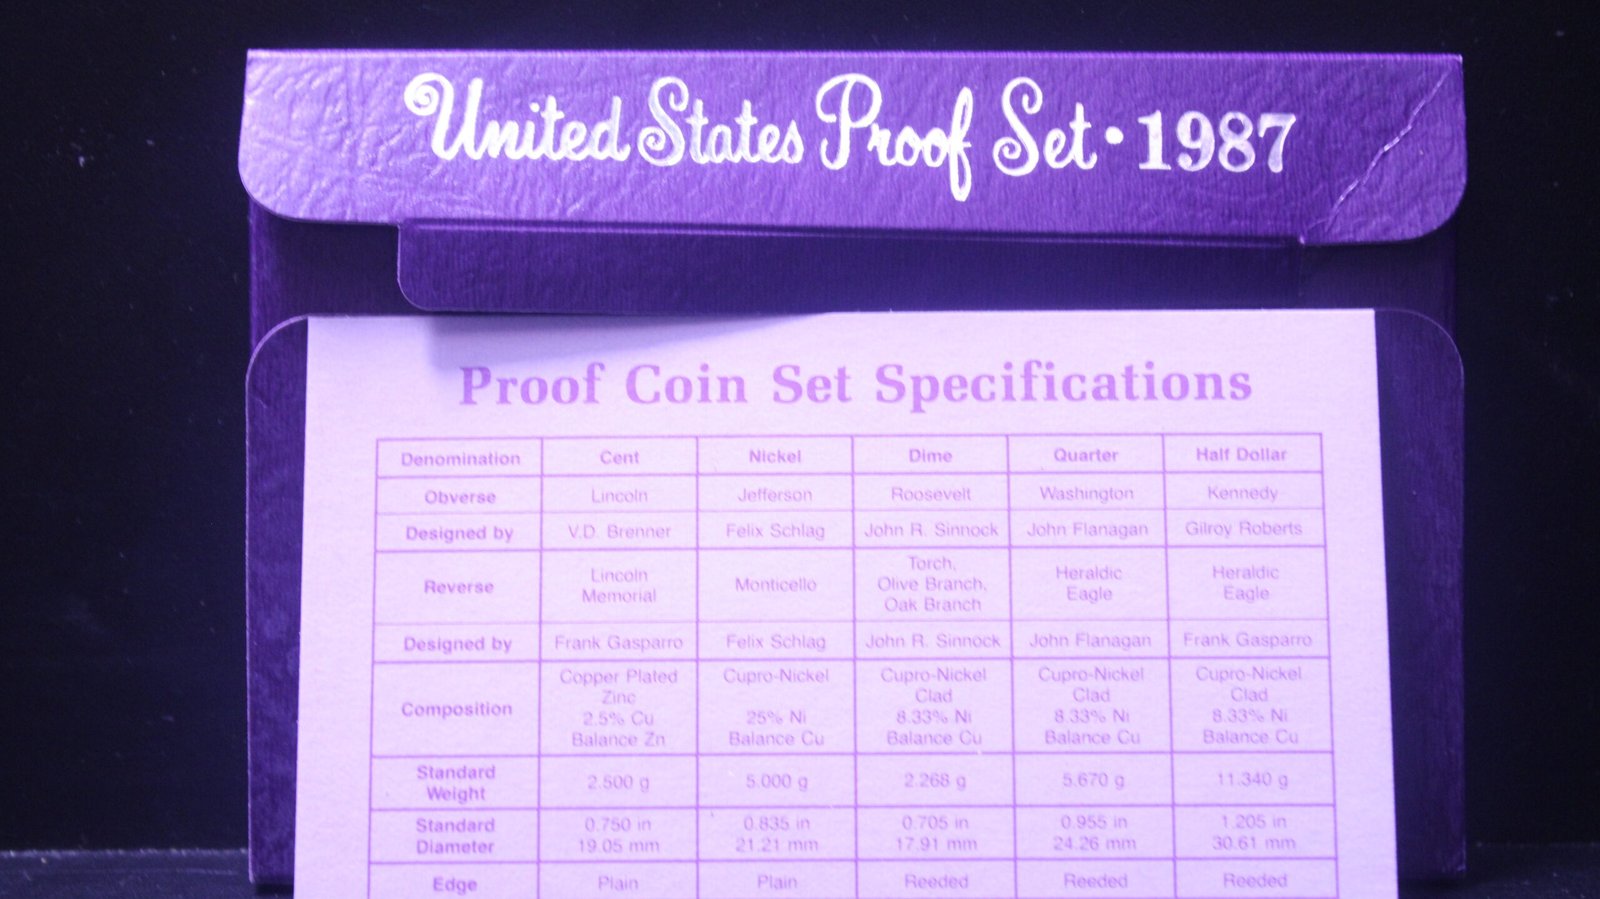 United States Proof Set • 1987
Proof Coin Set Specifications
Denomination Cent Nickel Dime Quarter Half Dollar
Obverse Lincoln Jefferson Roosevelt Washington Kennedy
Designed by V.D. Brenner Felix Schlag John R. Sinnock John Flanagan Gilroy Roberts
Reverse Lincoln Memorial Monticello Torch, Olive Branch, Oak Branch Heraldic Eagle Heraldic Eagle
Designed by Frank Gasparro Felix Schlag John R. Sinnock John Flanagan Frank Gasparro
Composition Copper Plated Zinc 2.5% Cu Balance Zn Cupro-Nickel 25% Ni Balance Cu Cupro-Nickel Clad 8.33% Ni Balance Cu Cupro-Nickel Clad 8.33% Ni Balance Cu Cupro-Nickel Clad 8.33% Ni Balance Cu
Standard Weight 2.500 g 5.000 g 2.268 g 5.670 g 11.340 g
Standard Diameter 0.750 in 19.05 mm 0.835 in 21.21 mm 0.705 in 17.91 mm 0.955 in 24.26 mm 1.205 in 30.61 mm
Edge Plain Plain Reeded Reeded Reeded